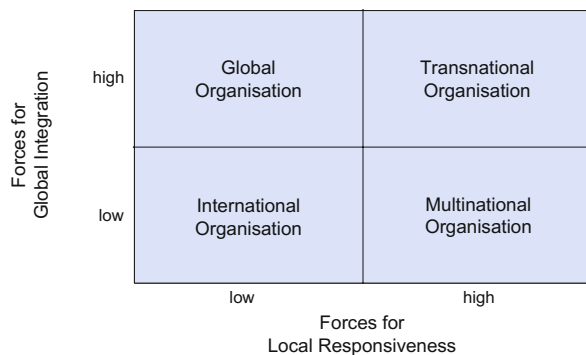 Forces for
Global Integration
high
Global
Organisation
Transnational
Organisation
low
International
Organisation
Multinational
Organisation
low
high
Forces for
Local Responsiveness